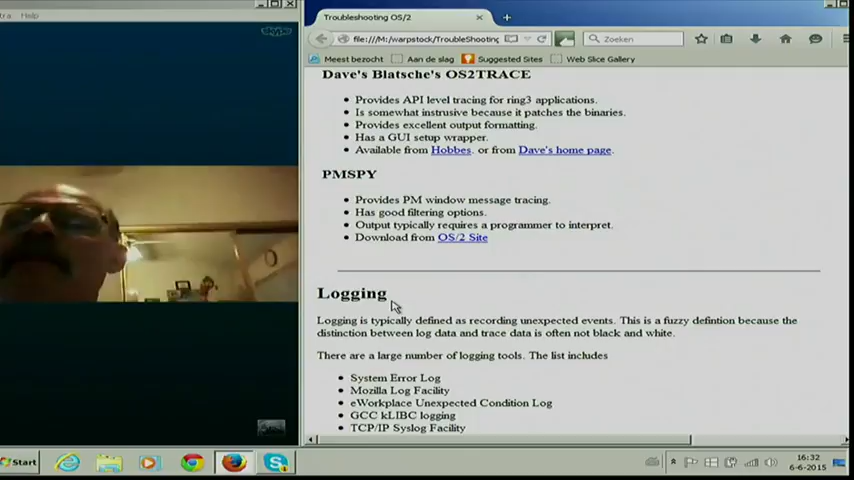 Help
skype
Troubleshooting OS/2
file:///M:/warpstock/TroubleShooting
Zoeken
Meest bezocht
Aan de slag
Suggested Sites
Web Slice Gallery
Dave's Blatsche's OS2TRACE
Provides API level tracing for ring3 applications.
Is somewhat instrusive because it patches the binaries.
Provides excellent output formatting.
Has a GUI setup wrapper.
Available from Hobbes. or from Dave's home page.
PMSPY
Provides PM window message tracing.
Has good filtering options.
Output typically requires a programmer to interpret.
Download from OS/2 Site
Logging
Logging is typically defined as recording unexpected events. This is a fuzzy defintion because the
distinction between log data and trace data is often not black and white.
There are a large number of logging tools. The list includes
System Error Log
Mozilla Log Facility
eWorkplace Unexpected Condition Log
GCC kLIBC logging
TCP/IP Syslog Facility
Start
16:32
6-6-2015